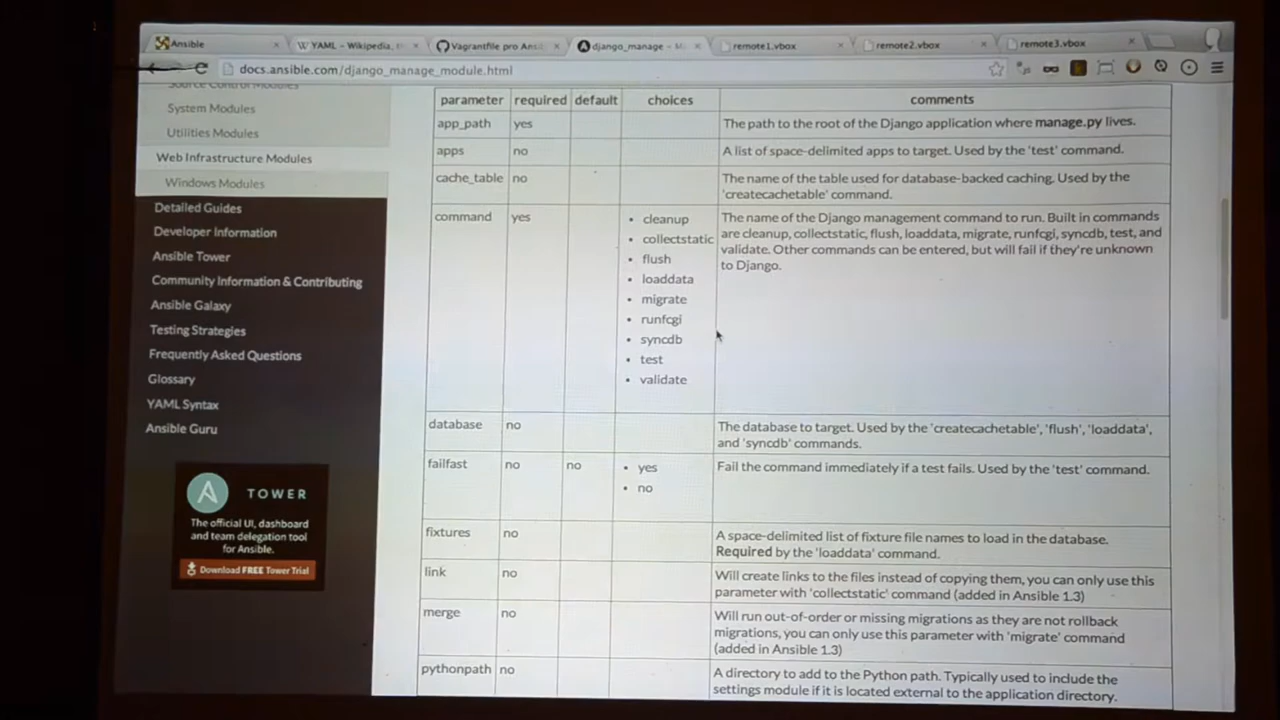 Ansible
YAML - Wikipedia,
Vagrantfile pro Ans
django_manage - M
remote1.vbox
remote2.vbox
remote3.vbox
docs.ansible.com/django_manage_module.html
Source Control Modules
System Modules
Utilities Modules
Web Infrastructure Modules
Windows Modules
Detailed Guides
Developer Information
Ansible Tower
Community Information & Contributing
Ansible Galaxy
Testing Strategies
Frequently Asked Questions
Glossary
YAML Syntax
Ansible Guru
TOWER
The official UI, dashboard
and team delegation tool
for Ansible.
Download FREE Tower Trial
parameter required default choices comments
app_path yes The path to the root of the Django application where manage.py lives.
apps no A list of space-delimited apps to target. Used by the 'test' command.
cache_table no The name of the table used for database-backed caching. Used by the
'createcachetable' command.
command yes • cleanup The name of the Django management command to run. Built in commands
• collectstatic are cleanup, collectstatic, flush, loaddata, migrate, runfcgi, syncdb, test, and
validate. Other commands can be entered, but will fail if they're unknown
• flush to Django.
• loaddata
• migrate
• runfcgi
• syncdb
• test
• validate
database no The database to target. Used by the 'createcachetable', 'flush', 'loaddata',
and 'syncdb' commands.
failfast no no • yes Fail the command immediately if a test fails. Used by the 'test' command.
• no
fixtures no A space-delimited list of fixture file names to load in the database.
Required by the 'loaddata' command.
link no Will create links to the files instead of copying them, you can only use this
parameter with 'collectstatic' command (added in Ansible 1.3)
merge no Will run out-of-order or missing migrations as they are not rollback
migrations, you can only use this parameter with 'migrate' command
(added in Ansible 1.3)
pythonpath no A directory to add to the Python path. Typically used to include the
settings module if it is located external to the application directory.